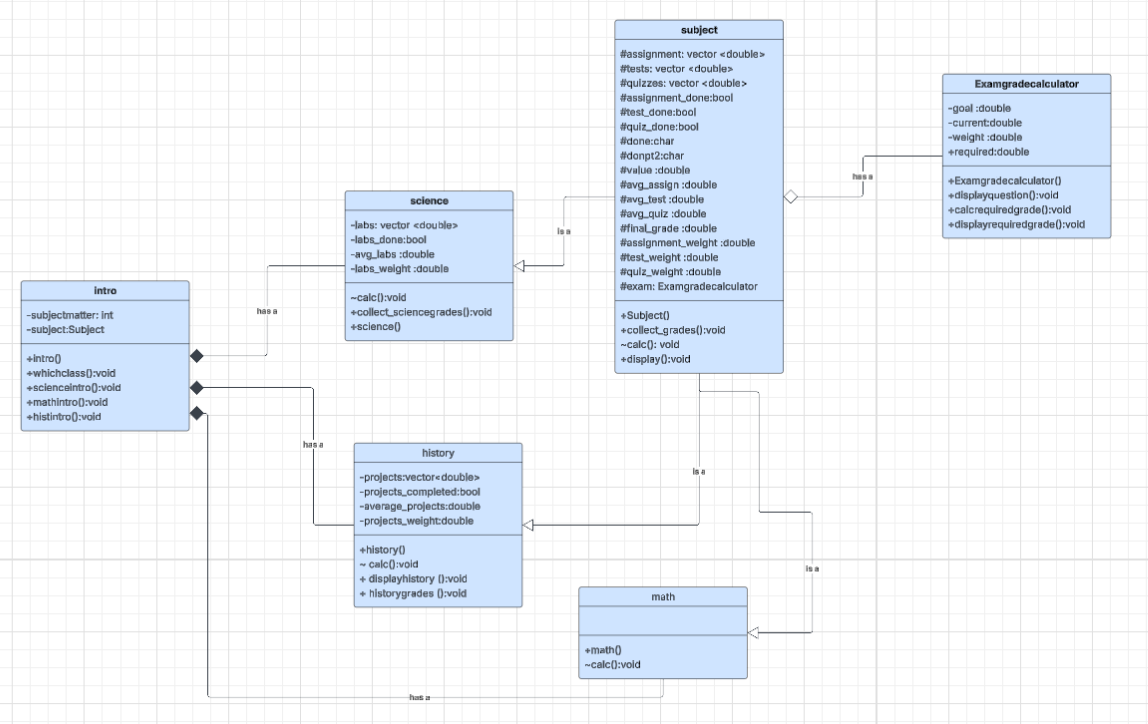 subject
#assignment: vector <double>
#tests: vector <double>
#quizzes: vector <double>
#assignment_done:bool
#test_done:bool
#quiz_done:bool
#done:char
#donpt2:char
#value :double
#avg_assign :double
#avg_test :double
#avg_quiz :double
#final_grade :double
#assignment_weight :double
#test_weight :double
#quiz_weight :double
#exam: Examgradecalculator
+Subject()
+collect_grades():void
~calc(): void
+display():void
Examgradecalculator
-goal :double
-current:double
-weight :double
+required:double
+Examgradecalculator()
+displayquestion():void
+calcrequiredgrade():void
+displayrequiredgrade():void
has a
science
-labs: vector <double>
-labs_done:bool
-avg_labs :double
-labs_weight :double
~calc():void
+collect_sciencegrades():void
+science()
is a
intro
-subjectmatter: int
-subject:Subject
+intro()
+whichclass():void
+scienceintro():void
+mathintro():void
+histintro():void
has a
has a
history
-projects:vector<double>
-projects_completed:bool
-average_projects:double
-projects_weight:double
+history()
~ calc():void
+ displayhistory ():void
+ historygrades ():void
is a
is a
math
+math()
~calc():void
has a